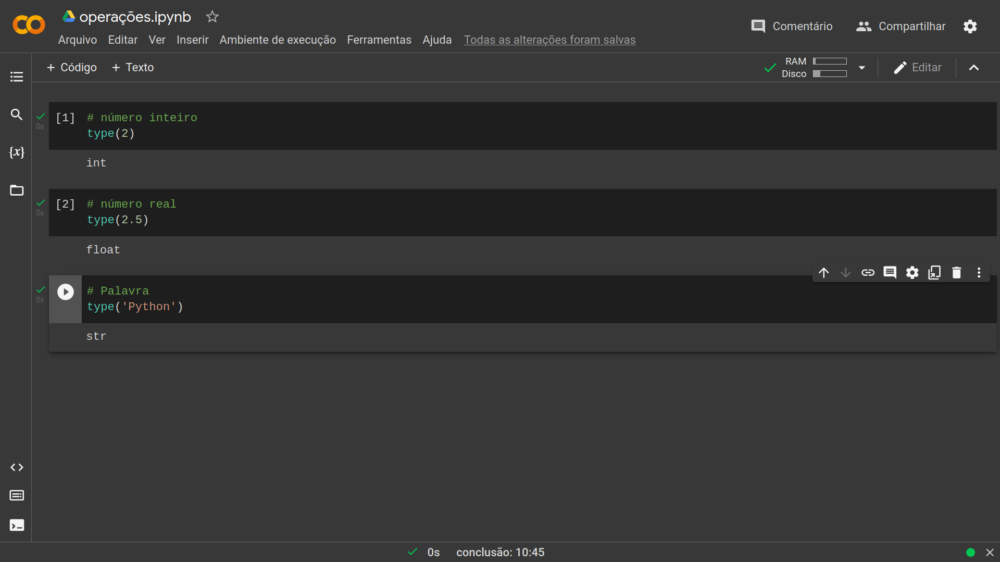 operações.ipynb
Arquivo Editar Ver Inserir Ambiente de execução Ferramentas Ajuda Todas as alterações foram salvas
Comentário Compartilhar
+ Código + Texto
RAM
Disco
Editar
[1] # número inteiro
0s
type(2)
int
[2] # número real
0s
type(2.5)
float
# Palavra
0s
type('Python')
str
0s conclusão: 10:45